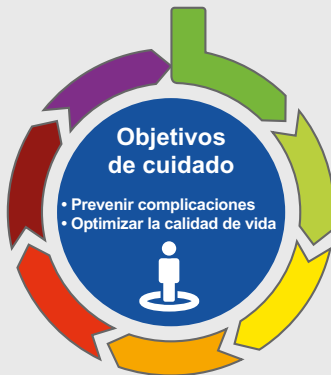 Objetivos
de cuidado
• Prevenir complicaciones
• Optimizar la calidad de vida